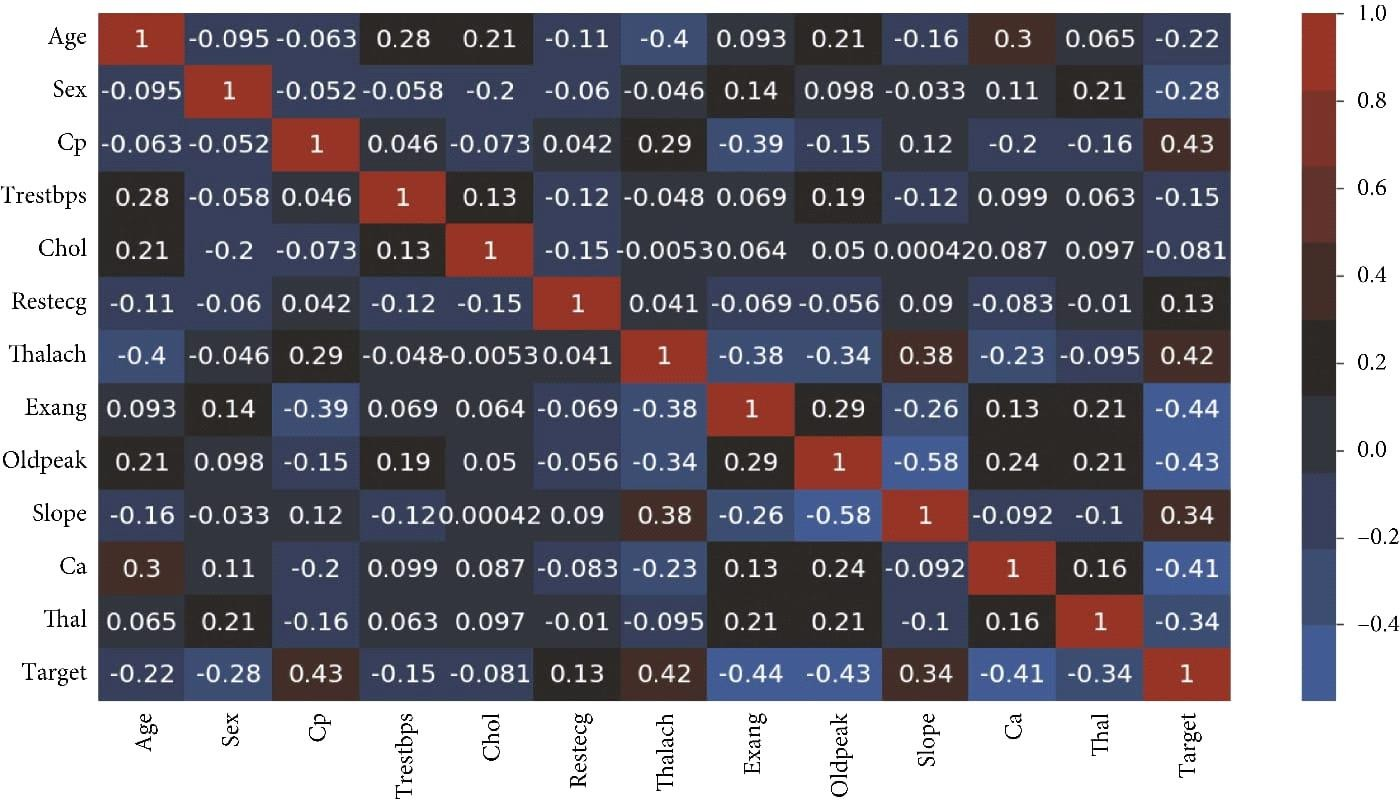 Age 1 -0.095 -0.063 0.28 0.21 -0.11 -0.4 0.093 0.21 -0.16 0.3 0.065 -0.22
Sex -0.095 1 -0.052 -0.058 -0.2 -0.06 -0.046 0.14 0.098 -0.033 0.11 0.21 -0.28
Cp -0.063 -0.052 1 0.046 -0.073 0.042 0.29 -0.39 -0.15 0.12 -0.2 -0.16 0.43
Trestbps 0.28 -0.058 0.046 1 0.13 -0.12 -0.048 0.069 0.19 -0.12 0.099 0.063 -0.15
Chol 0.21 -0.2 -0.073 0.13 1 -0.15 -0.0053 0.064 0.05 0.00042 0.087 0.097 -0.081
Restecg -0.11 -0.06 0.042 -0.12 -0.15 1 0.041 -0.069 -0.056 0.09 -0.083 -0.01 0.13
Thalach -0.4 -0.046 0.29 -0.048 -0.0053 0.041 1 -0.38 -0.34 0.38 -0.23 -0.095 0.42
Exang 0.093 0.14 -0.39 0.069 0.064 -0.069 -0.38 1 0.29 -0.26 0.13 0.21 -0.44
Oldpeak 0.21 0.098 -0.15 0.19 0.05 -0.056 -0.34 0.29 1 -0.58 0.24 0.21 -0.43
Slope -0.16 -0.033 0.12 -0.12 0.00042 0.09 0.38 -0.26 -0.58 1 -0.092 -0.1 0.34
Ca 0.3 0.11 -0.2 0.099 0.087 -0.083 -0.23 0.13 0.24 -0.092 1 0.16 -0.41
Thal 0.065 0.21 -0.16 0.063 0.097 -0.01 -0.095 0.21 0.21 -0.1 0.16 1 -0.34
Target -0.22 -0.28 0.43 -0.15 -0.081 0.13 0.42 -0.44 -0.43 0.34 -0.41 -0.34 1
Age Sex Cp Trestbps Chol Restecg Thalach Exang Oldpeak Slope Ca Thal Target
1.0
0.8
0.6
0.4
0.2
0.0
–0.2
–0.4